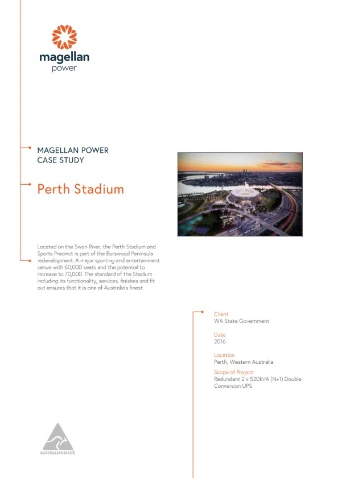 magellan
power
MAGELLAN POWER
CASE STUDY
Perth Stadium
Located on the Swan River, the Perth Stadium and
Sports Precinct is part of the Burswood Peninsula
redevelopment. A major sporting and entertainment
venue with 60,000 seats and the potential to
increase to 70,000. The standard of the Stadium
including its functionality, services, finishes and fit
out ensures that it is one of Australia's finest.
Client
WA State Government
Date
2016
Location
Perth, Western Australia
Scope of Project
Redundant 2 x 520kVA (N+1) Double
Conversion UPS
AUSTRALIAN MADE